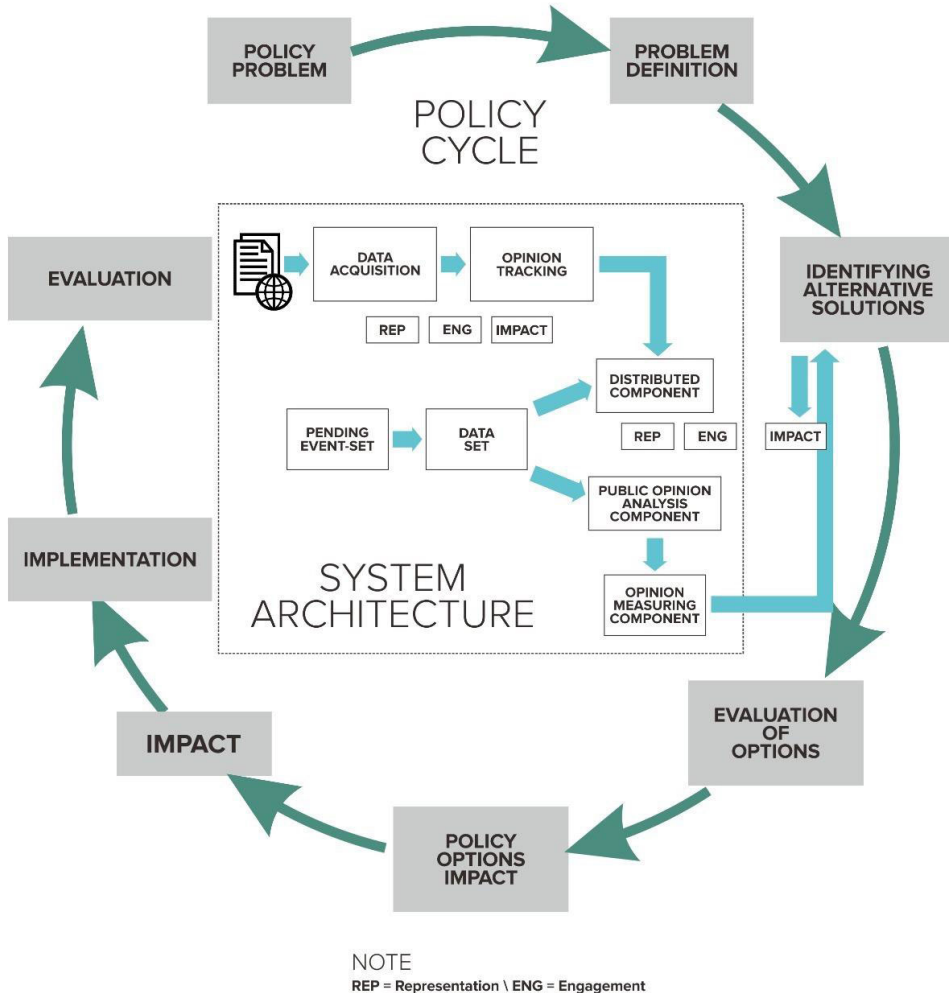 POLICY
PROBLEM
PROBLEM
DEFINITION
POLICY
CYCLE
EVALUATION
DATA
ACQUISITION
OPINION
TRACKING
IDENTIFYING
ALTERNATIVE
SOLUTIONS
REP
ENG
IMPACT
DISTRIBUTED
COMPONENT
PENDING
EVENT-SET
DATA
SET
REP
ENG
IMPACT
PUBLIC OPINION
ANALYSIS
COMPONENT
IMPLEMENTATION
SYSTEM
ARCHITECTURE
OPINION
MEASURING
COMPONENT
EVALUATION
OF
OPTIONS
IMPACT
POLICY
OPTIONS
IMPACT
NOTE
REP = Representation \ ENG = Engagement